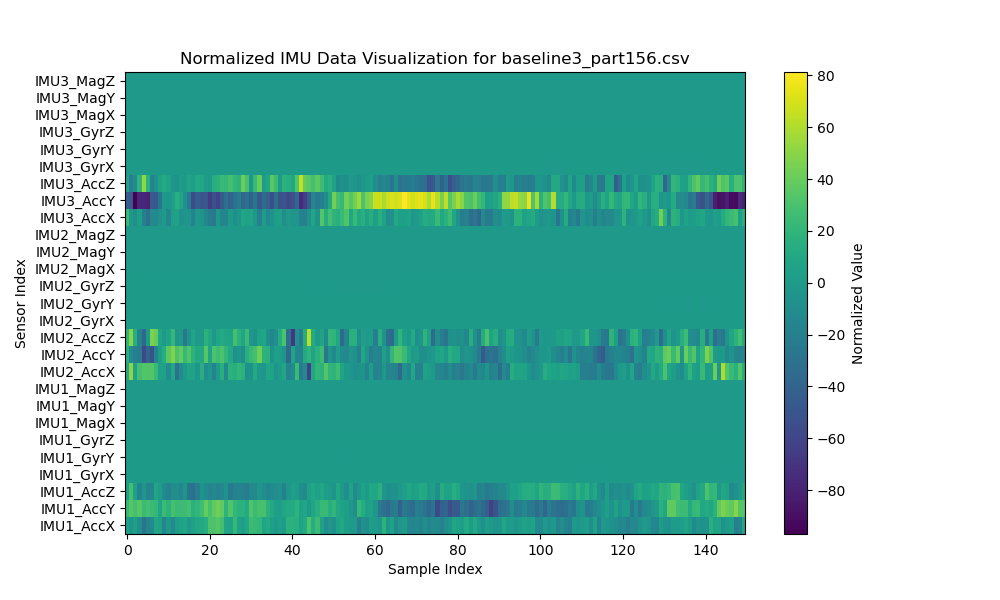 Normalized IMU Data Visualization for baseline3_part156.csv
IMU3_MagZ
IMU3_MagY
IMU3_MagX
IMU3_GyrZ
IMU3_GyrY
IMU3_GyrX
IMU3_AccZ
IMU3_AccY
IMU3_AccX
IMU2_MagZ
IMU2_MagY
IMU2_MagX
IMU2_GyrZ
IMU2_GyrY
IMU2_GyrX
IMU2_AccZ
IMU2_AccY
IMU2_AccX
IMU1_MagZ
IMU1_MagY
IMU1_MagX
IMU1_GyrZ
IMU1_GyrY
IMU1_GyrX
IMU1_AccZ
IMU1_AccY
IMU1_AccX
Sensor Index
0 20 40 60 80 100 120 140
Sample Index
80
60
40
20
0
−20
−40
−60
−80
Normalized Value